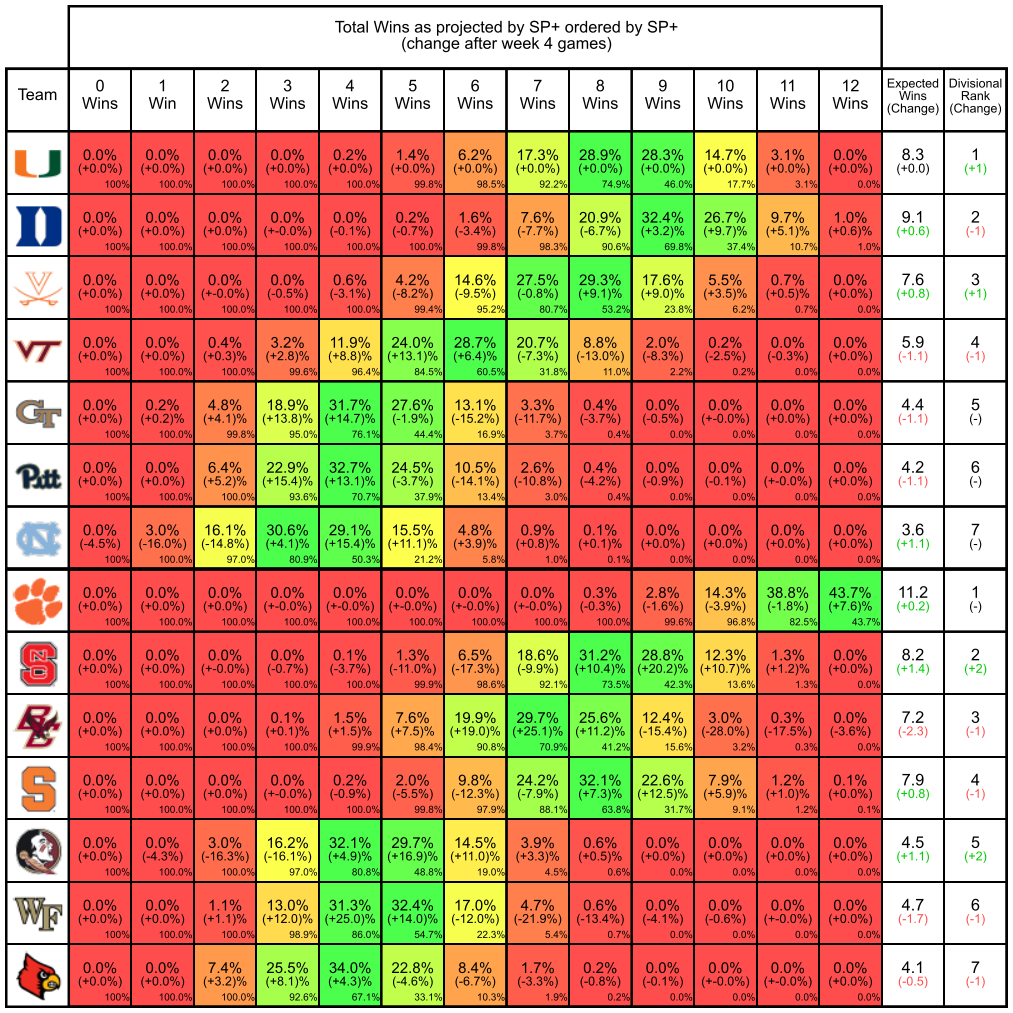 Total Wins as projected by SP+ ordered by SP+
(change after week 4 games)
Team 0 Wins 1 Win 2 Wins 3 Wins 4 Wins 5 Wins 6 Wins 7 Wins 8 Wins 9 Wins 10 Wins 11 Wins 12 Wins Expected Wins (Change) Divisional Rank (Change)
U 0.0% 0.0% 0.0% 0.0% 0.2% 1.4% 6.2% 17.3% 28.9% 28.3% 14.7% 3.1% 0.0% 8.3 1
(+0.0%) (+0.0%) (+0.0%) (+0.0%) (+0.0%) (+0.0%) (+0.0%) (+0.0%) (+0.0%) (+0.0%) (+0.0%) (+0.0%) (+0.0%) (+0.0) (+1)
100% 100.0% 100.0% 100.0% 100.0% 99.8% 98.5% 92.2% 74.9% 46.0% 17.7% 3.1% 0.0%
D 0.0% 0.0% 0.0% 0.0% 0.0% 0.2% 1.6% 7.6% 20.9% 32.4% 26.7% 9.7% 1.0% 9.1 2
(+0.0%) (+0.0%) (+0.0%) (+-0.0%) (-0.1%) (-0.7%) (-3.4%) (-7.7%) (-6.7%) (+3.2)% (+9.7)% (+5.1)% (+0.6)% (+0.6) (-1)
100% 100.0% 100.0% 100.0% 100.0% 100.0% 99.8% 98.3% 90.6% 69.8% 37.4% 10.7% 1.0%
V 0.0% 0.0% 0.0% 0.0% 0.6% 4.2% 14.6% 27.5% 29.3% 17.6% 5.5% 0.7% 0.0% 7.6 3
(+0.0%) (+0.0%) (+-0.0%) (-0.5%) (-3.1%) (-8.2%) (-9.5%) (-0.8%) (+9.1)% (+9.0)% (+3.5)% (+0.5)% (+0.0%) (+0.8) (+1)
100% 100.0% 100.0% 100.0% 100.0% 99.4% 95.2% 80.7% 53.2% 23.8% 6.2% 0.7% 0.0%
VT 0.0% 0.0% 0.4% 3.2% 11.9% 24.0% 28.7% 20.7% 8.8% 2.0% 0.2% 0.0% 0.0% 5.9 4
(+0.0%) (+0.0%) (+0.3)% (+2.8)% (+8.8)% (+13.1)% (+6.4)% (-7.3%) (-13.0%) (-8.3%) (-2.5%) (-0.3%) (+0.0%) (-1.1) (-1)
100% 100.0% 100.0% 99.6% 96.4% 84.5% 60.5% 31.8% 11.0% 2.2% 0.2% 0.0% 0.0%
GT 0.0% 0.2% 4.8% 18.9% 31.7% 27.6% 13.1% 3.3% 0.4% 0.0% 0.0% 0.0% 0.0% 4.4 5
(+0.0%) (+0.2)% (+4.1)% (+13.8)% (+14.7)% (-1.9%) (-15.2%) (-11.7%) (-3.7%) (-0.5%) (+-0.0%) (+0.0%) (+0.0%) (-1.1) (-)
100% 100.0% 99.8% 95.0% 76.1% 44.4% 16.9% 3.7% 0.4% 0.0% 0.0% 0.0% 0.0%
Pitt 0.0% 0.0% 6.4% 22.9% 32.7% 24.5% 10.5% 2.6% 0.4% 0.0% 0.0% 0.0% 0.0% 4.2 6
(+0.0%) (+0.0%) (+5.2)% (+15.4)% (+13.1)% (-3.7%) (-14.1%) (-10.8%) (-4.2%) (-0.9%) (-0.1%) (+-0.0%) (+0.0%) (-1.1) (-)
100% 100.0% 100.0% 93.6% 70.7% 37.9% 13.4% 3.0% 0.4% 0.0% 0.0% 0.0% 0.0%
NC 0.0% 3.0% 16.1% 30.6% 29.1% 15.5% 4.8% 0.9% 0.1% 0.0% 0.0% 0.0% 0.0% 3.6 7
(-4.5%) (-16.0%) (-14.8%) (+4.1)% (+15.4)% (+11.1)% (+3.9)% (+0.8)% (+0.1)% (+0.0%) (+0.0%) (+0.0%) (+0.0%) (+1.1) (-)
100% 100.0% 97.0% 80.9% 50.3% 21.2% 5.8% 1.0% 0.1% 0.0% 0.0% 0.0% 0.0%
0.0% 0.0% 0.0% 0.0% 0.0% 0.0% 0.0% 0.0% 0.3% 2.8% 14.3% 38.8% 43.7% 11.2 1
(+0.0%) (+0.0%) (+0.0%) (+-0.0%) (+-0.0%) (+-0.0%) (+-0.0%) (+-0.0%) (-0.3%) (-1.6%) (-3.9%) (-1.8%) (+7.6)% (+0.2) (-)
100% 100.0% 100.0% 100.0% 100.0% 100.0% 100.0% 100.0% 100.0% 99.6% 96.8% 82.5% 43.7%
NCS 0.0% 0.0% 0.0% 0.0% 0.1% 1.3% 6.5% 18.6% 31.2% 28.8% 12.3% 1.3% 0.0% 8.2 2
(+0.0%) (+0.0%) (+-0.0%) (-0.7%) (-3.7%) (-11.0%) (-17.3%) (-9.9%) (+10.4)% (+20.2)% (+10.7)% (+1.2)% (+0.0%) (+1.4) (+2)
100% 100.0% 100.0% 100.0% 100.0% 99.9% 98.6% 92.1% 73.5% 42.3% 13.6% 1.3% 0.0%
BC 0.0% 0.0% 0.0% 0.1% 1.5% 7.6% 19.9% 29.7% 25.6% 12.4% 3.0% 0.3% 0.0% 7.2 3
(+0.0%) (+0.0%) (+0.0%) (+0.1)% (+1.5)% (+7.5)% (+19.0)% (+25.1)% (+11.2)% (-15.4%) (-28.0%) (-17.5%) (-3.6%) (-2.3) (-1)
100% 100.0% 100.0% 100.0% 99.9% 98.4% 90.8% 70.9% 41.2% 15.6% 3.2% 0.3% 0.0%
S 0.0% 0.0% 0.0% 0.0% 0.2% 2.0% 9.8% 24.2% 32.1% 22.6% 7.9% 1.2% 0.1% 7.9 4
(+0.0%) (+0.0%) (+0.0%) (+-0.0%) (-0.9%) (-5.5%) (-12.3%) (-7.9%) (+7.3)% (+12.5)% (+5.9)% (+1.0)% (+0.0%) (+0.8) (-1)
100% 100.0% 100.0% 100.0% 100.0% 99.8% 97.9% 88.1% 63.8% 31.7% 9.1% 1.2% 0.1%
0.0% 0.0% 3.0% 16.2% 32.1% 29.7% 14.5% 3.9% 0.6% 0.0% 0.0% 0.0% 0.0% 4.5 5
(+0.0%) (-4.3%) (-16.3%) (-16.1%) (+4.9)% (+16.9)% (+11.0)% (+3.3)% (+0.5)% (+0.0%) (+0.0%) (+0.0%) (+0.0%) (+1.1) (+2)
100% 100.0% 100.0% 97.0% 80.8% 48.8% 19.0% 4.5% 0.6% 0.0% 0.0% 0.0% 0.0%
WF 0.0% 0.0% 1.1% 13.0% 31.3% 32.4% 17.0% 4.7% 0.6% 0.0% 0.0% 0.0% 0.0% 4.7 6
(+0.0%) (+0.0%) (+1.1)% (+12.0)% (+25.0)% (+14.0)% (-12.0%) (-21.9%) (-13.4%) (-4.1%) (-0.6%) (+-0.0%) (+0.0%) (-1.7) (-1)
100% 100.0% 100.0% 98.9% 86.0% 54.7% 22.3% 5.4% 0.7% 0.0% 0.0% 0.0% 0.0%
0.0% 0.0% 7.4% 25.5% 34.0% 22.8% 8.4% 1.7% 0.2% 0.0% 0.0% 0.0% 0.0% 4.1 7
(+0.0%) (+0.0%) (+3.2)% (+8.1)% (+4.3)% (-4.6%) (-6.7%) (-3.3%) (-0.8%) (-0.1%) (+-0.0%) (+-0.0%) (+0.0%) (-0.5) (-1)
100% 100.0% 100.0% 92.6% 67.1% 33.1% 10.3% 1.9% 0.2% 0.0% 0.0% 0.0% 0.0%